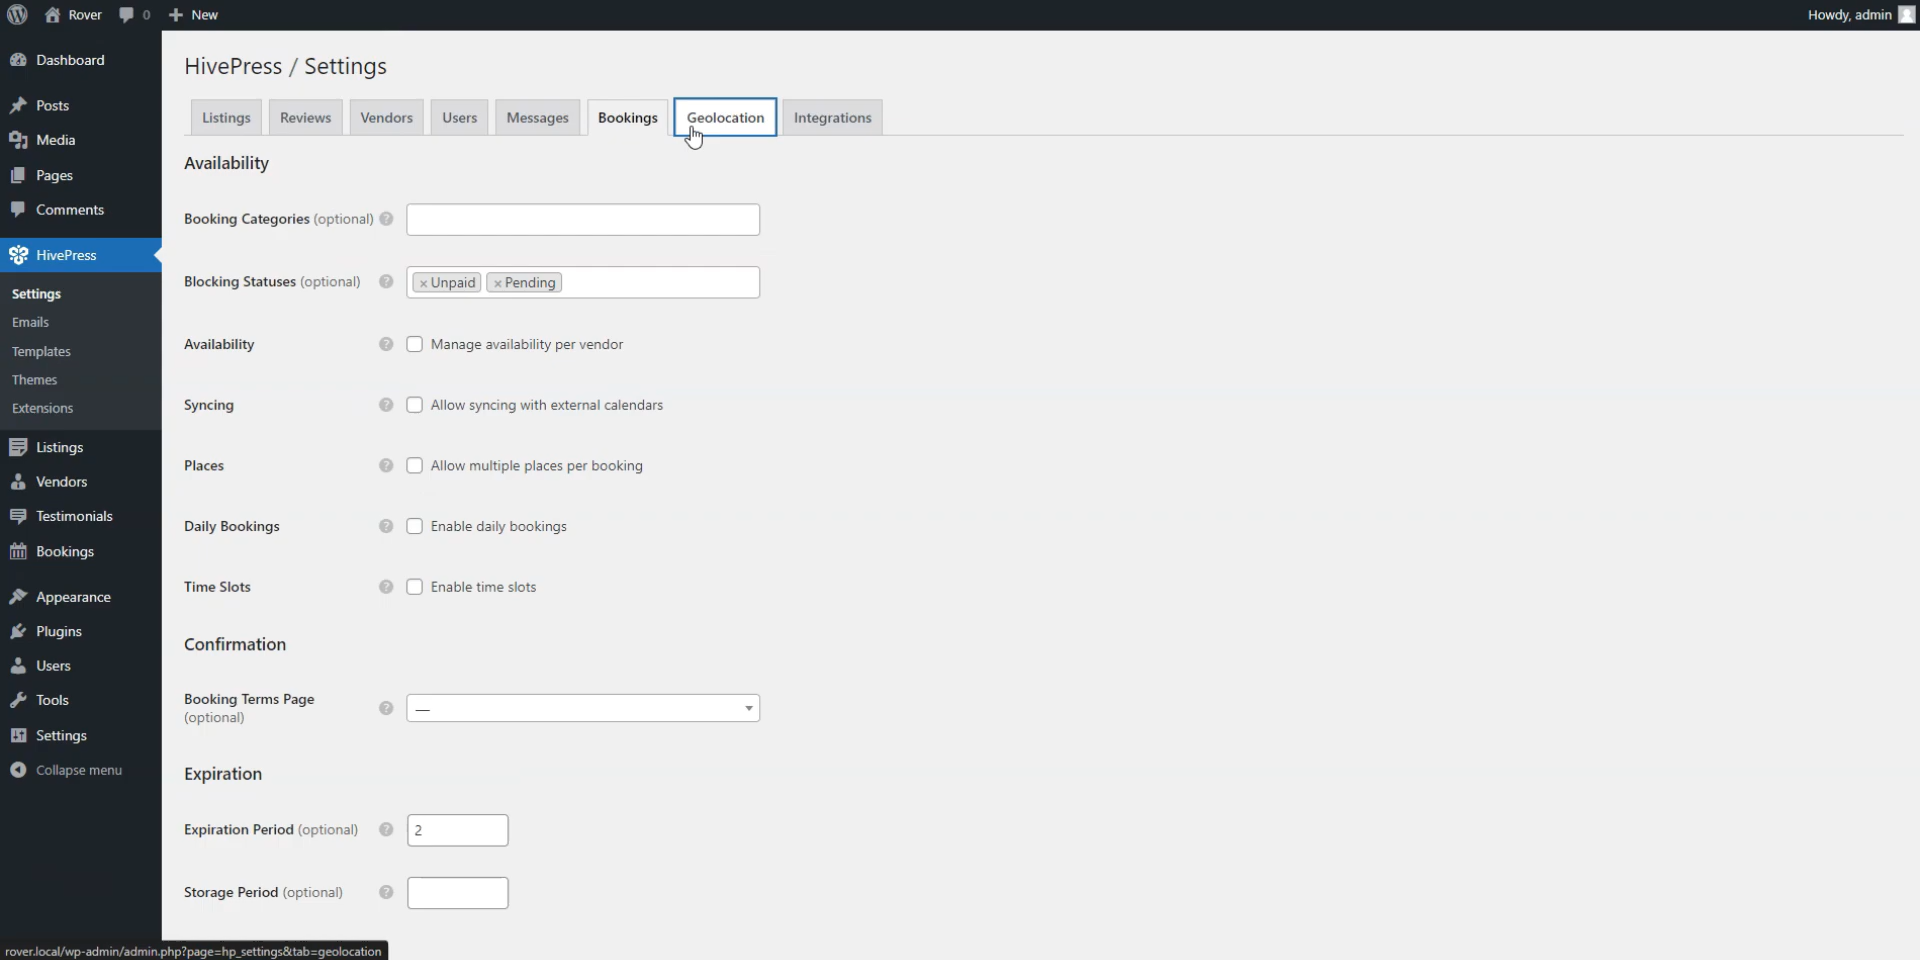 Rover 0 New Howdy, admin
Dashboard
Posts
Media
Pages
Comments
HivePress
Settings
Emails
Templates
Themes
Extensions
Listings
Vendors
Testimonials
Bookings
Appearance
Plugins
Users
Tools
Settings
Collapse menu
HivePress / Settings
Listings Reviews Vendors Users Messages Bookings Geolocation Integrations
Availability
Booking Categories (optional) ?
Blocking Statuses (optional) ? × Unpaid × Pending
Availability ? Manage availability per vendor
Syncing ? Allow syncing with external calendars
Places ? Allow multiple places per booking
Daily Bookings ? Enable daily bookings
Time Slots ? Enable time slots
Confirmation
Booking Terms Page
(optional) ? —
Expiration
Expiration Period (optional) ? 2
Storage Period (optional) ?
rover.local/wp-admin/admin.php?page=hp_settings&tab=geolocation